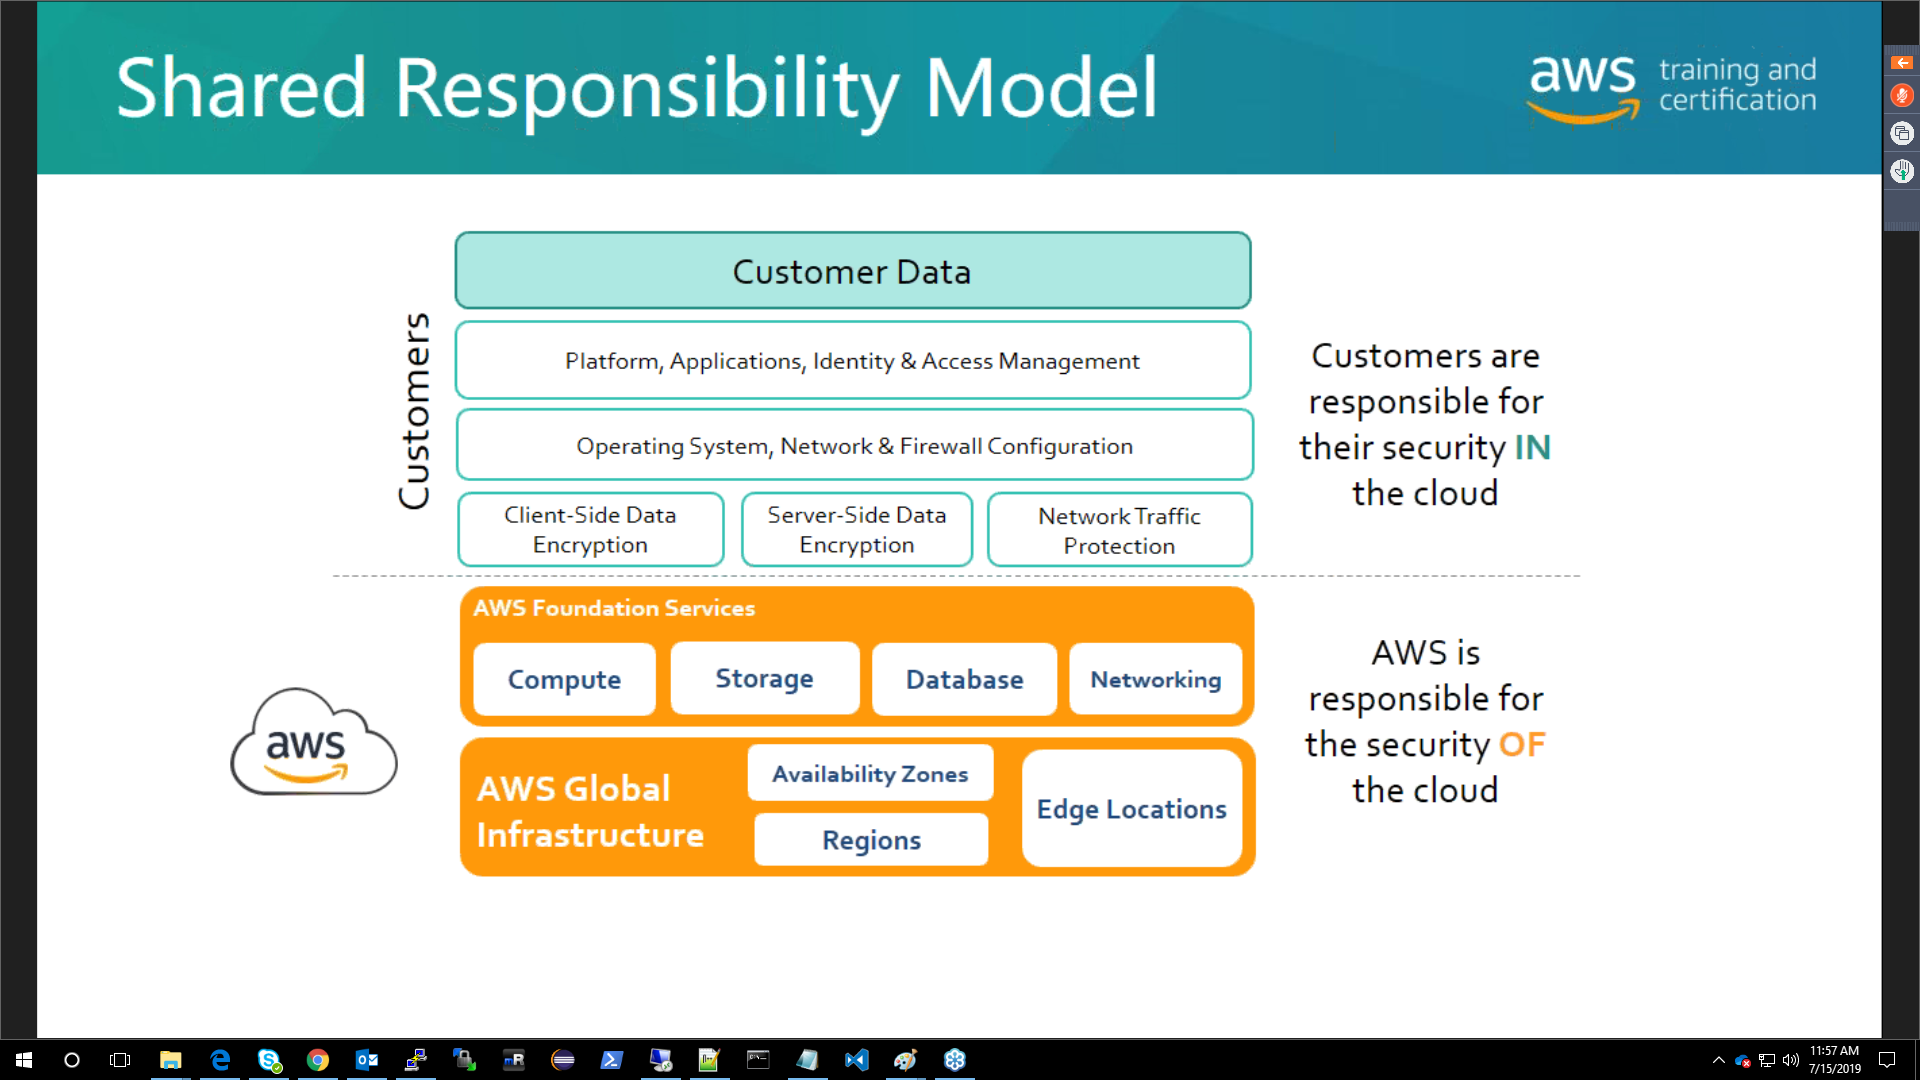 Shared Responsibility Model
aws training and
certification
Customers
Customer Data
Platform, Applications, Identity & Access Management
Operating System, Network & Firewall Configuration
Client-Side Data
Encryption
Server-Side Data
Encryption
Network Traffic
Protection
Customers are
responsible for
their security IN
the cloud
aws
AWS Foundation Services
Compute
Storage
Database
Networking
AWS Global
Infrastructure
Availability Zones
Regions
Edge Locations
AWS is
responsible for
the security OF
the cloud
11:57 AM
7/15/2019